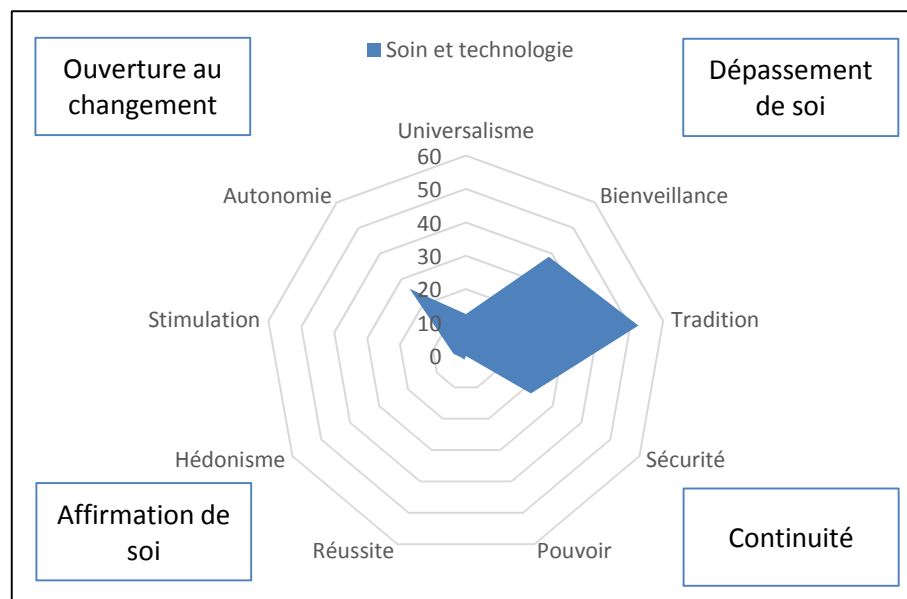 Ouverture au
changement
Soin et technologie
Dépassement
de soi
Universalisme
60
50
40
30
20
10
0
Autonomie
Bienveillance
Stimulation
Tradition
Hédonisme
Sécurité
Réussite
Pouvoir
Affirmation de
soi
Continuité